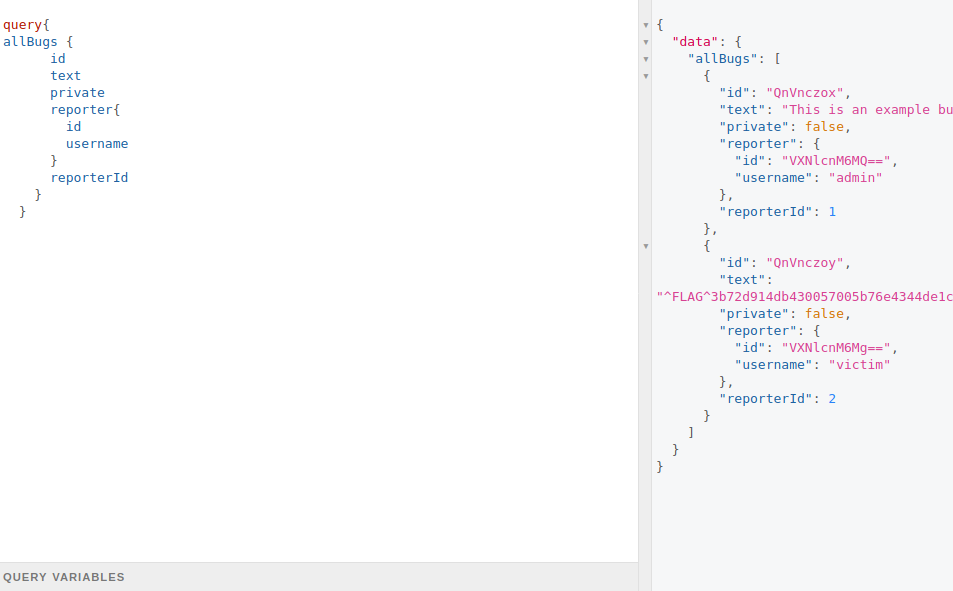 query{
allBugs {
id
text
private
reporter{
id
username
}
reporterId
}
}
QUERY VARIABLES
{
"data": {
"allBugs": [
{
"id": "QnVnczox",
"text": "This is an example bu
"private": false,
"reporter": {
"id": "VXNlcnM6MQ==",
"username": "admin"
},
"reporterId": 1
},
{
"id": "QnVnczoy",
"text":
"^FLAG^3b72d914db430057005b76e4344de1c
"private": false,
"reporter": {
"id": "VXNlcnM6Mg==",
"username": "victim"
},
"reporterId": 2
}
]
}
}